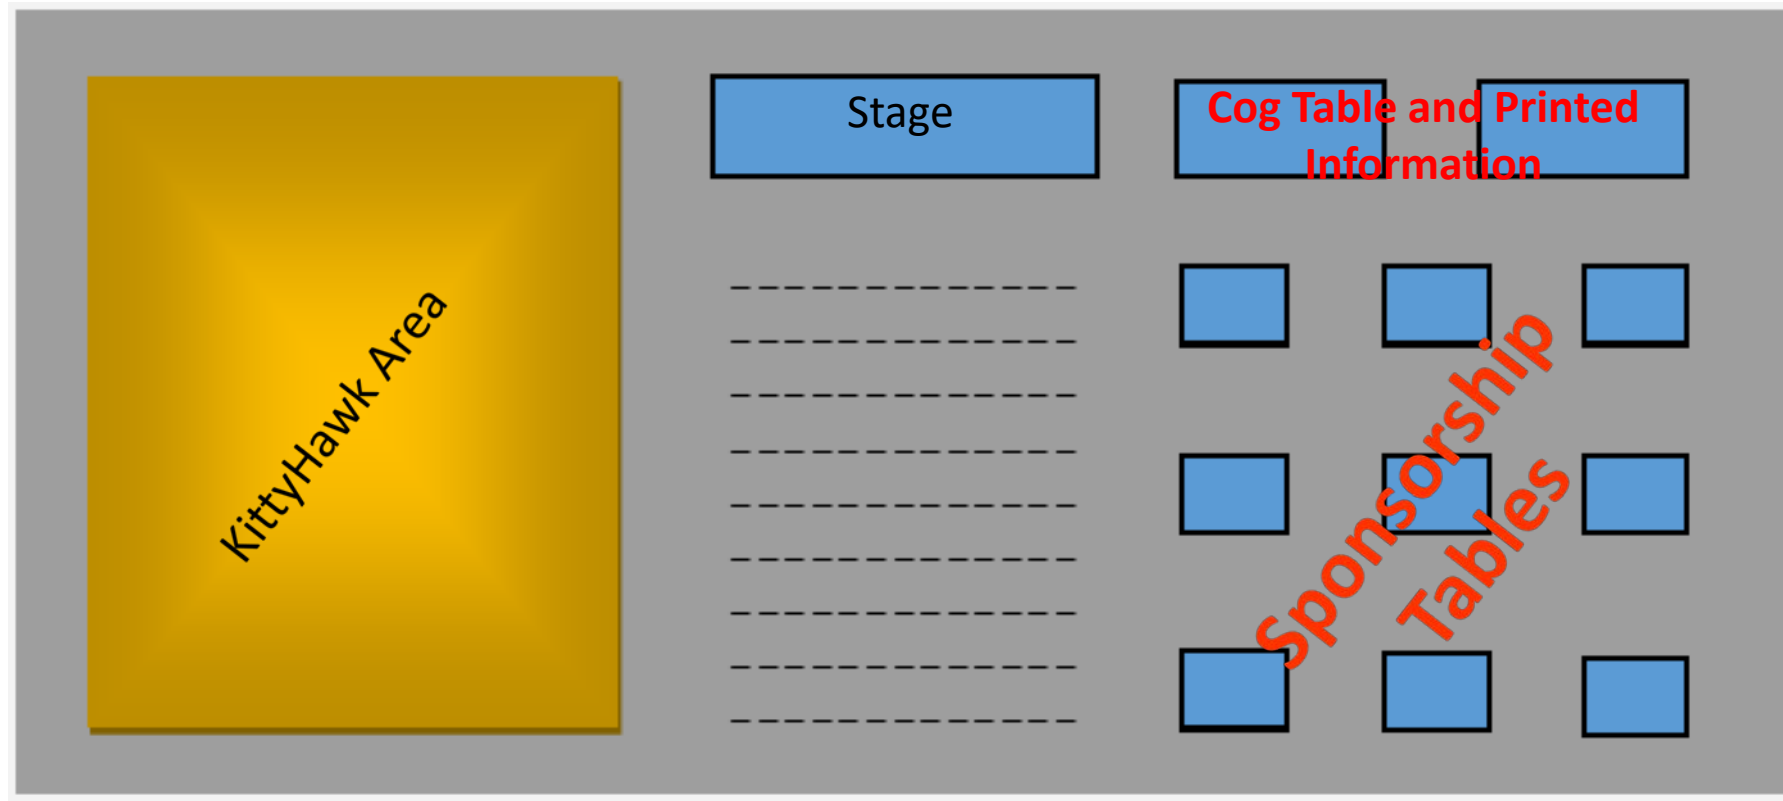 Stage
Cog Table and Printed
Information
KittyHawk Area
Sponsorship
Tables